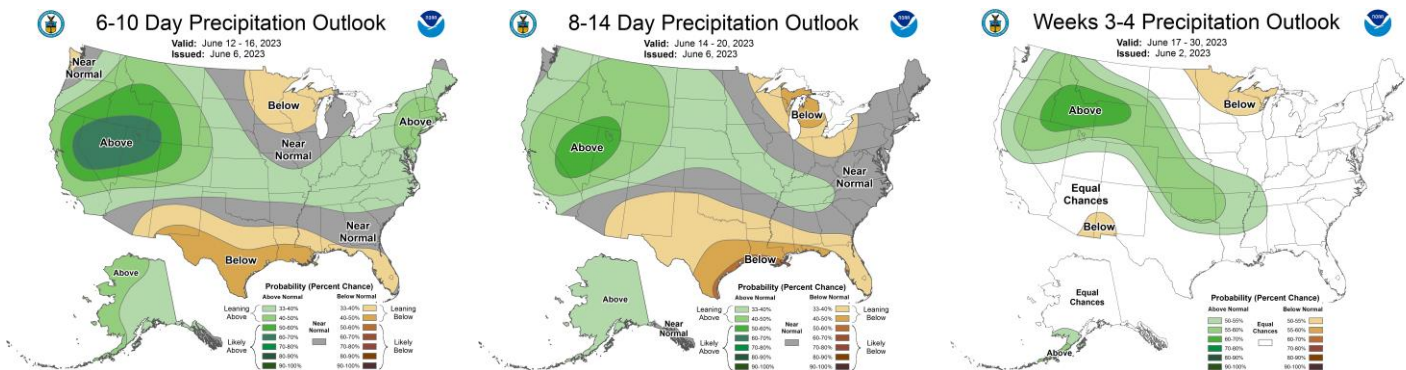 6-10 Day Precipitation Outlook
Valid: June 12 - 16, 2023
Issued: June 6, 2023
Near
Normal
Above
Below
Near
Normal
Above
Near
Normal
Below
Above
Probability (Percent Chance)
Above Normal
Below Normal
Leaning
Above
Likely
Above
33-40%
40-50%
50-60%
60-70%
70-80%
80-90%
90-100%
Near
Normal
33-40%
40-50%
50-60%
60-70%
70-80%
80-90%
90-100%
Leaning
Below
Likely
Below
8-14 Day Precipitation Outlook
Valid: June 14 - 20, 2023
Issued: June 6, 2023
Above
Below
Near
Normal
Below
Above
Near
Normal
Probability (Percent Chance)
Above Normal
Below Normal
Leaning
Above
Likely
Above
33-40%
40-50%
50-60%
60-70%
70-80%
80-90%
90-100%
Near
Normal
33-40%
40-50%
50-60%
60-70%
70-80%
80-90%
90-100%
Leaning
Below
Likely
Below
Weeks 3-4 Precipitation Outlook
Valid: June 17 - 30, 2023
Issued: June 2, 2023
Above
Below
Equal
Chances
Below
Equal
Chances
Above
Probability (Percent Chance)
Above Normal
Below Normal
50-55%
55-60%
60-70%
70-80%
80-90%
90-100%
Equal
Chances
50-55%
55-60%
60-70%
70-80%
80-90%
90-100%